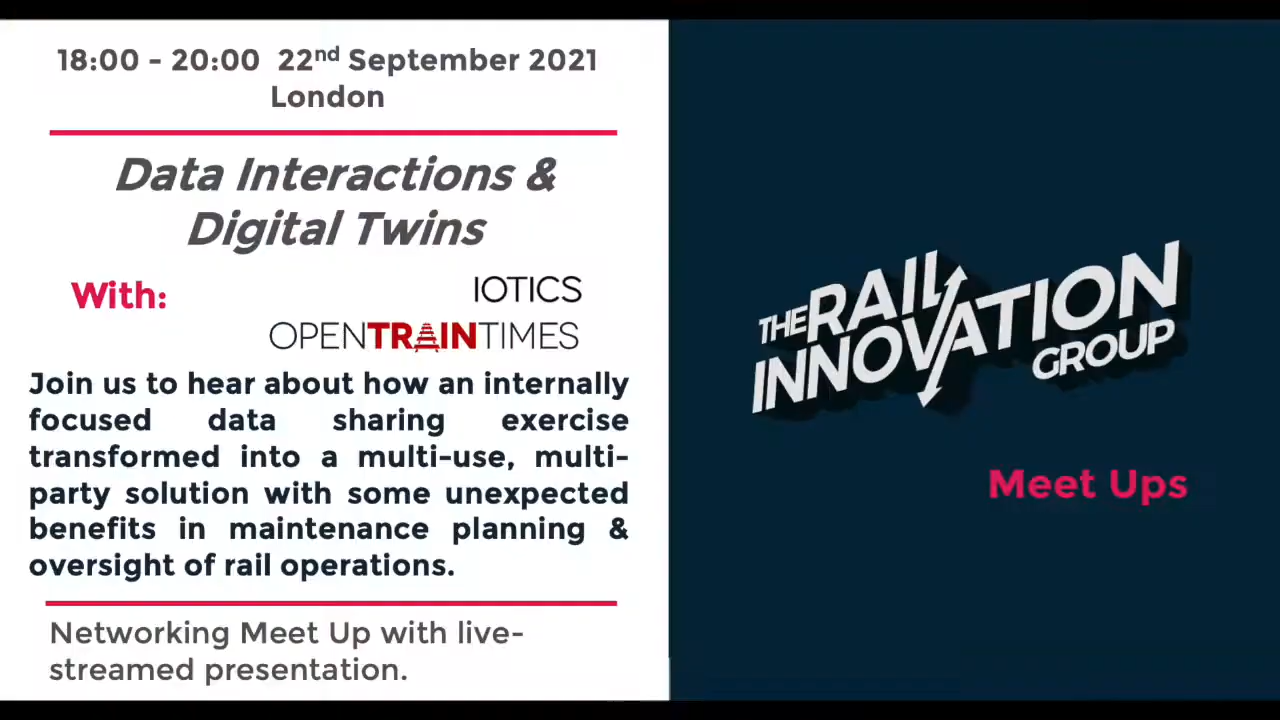 18:00 - 20:00 22nd September 2021
London
Data Interactions &
Digital Twins
With:
IOTICS
OPENTRAINTIMES
Join us to hear about how an internally
focused data sharing exercise
transformed into a multi-use, multi-
party solution with some unexpected
benefits in maintenance planning &
oversight of rail operations.
Networking Meet Up with live-
streamed presentation.
THE RAIL
INNOVATION
GROUP
Meet Ups